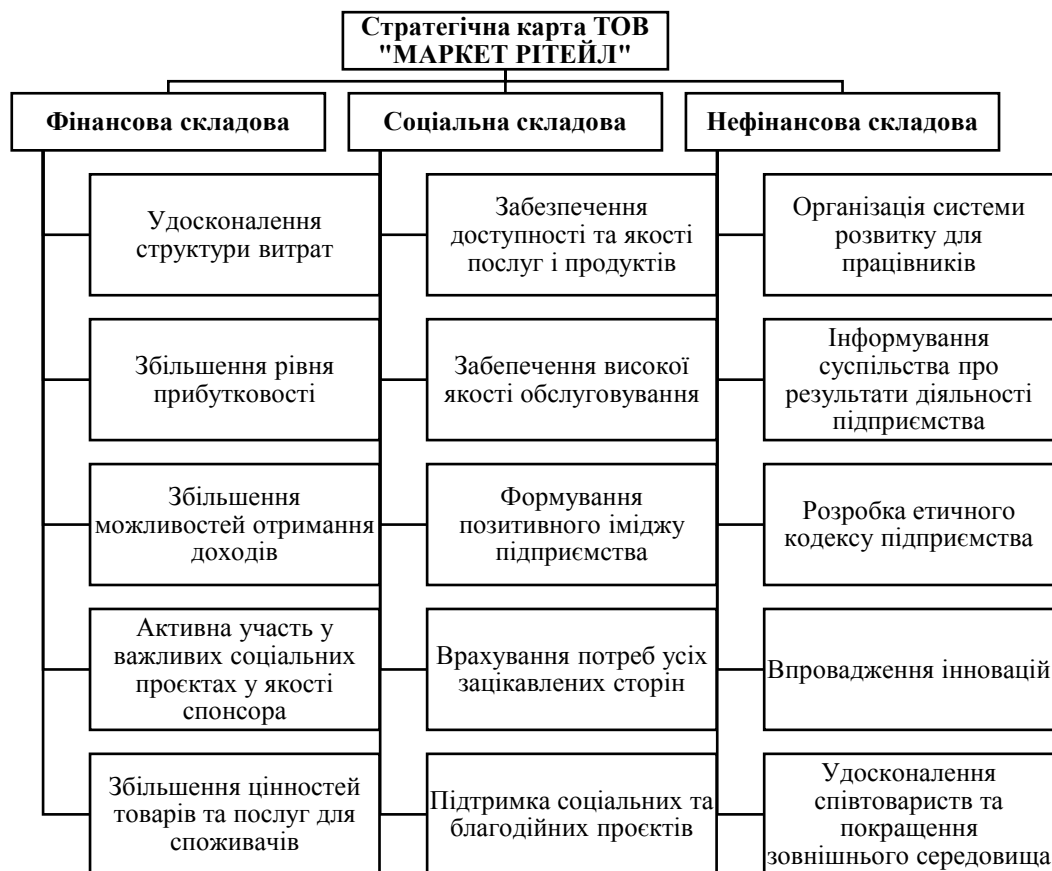 Стратегічна карта ТОВ
"МАРКЕТ РІТЕЙЛ"
Фінансова складова
Удосконалення
структури витрат
Збільшення рівня
прибутковості
Збільшення
можливостей отримання
доходів
Активна участь у
важливих соціальних
проєктах у якості
спонсора
Збільшення цінностей
товарів та послуг для
споживачів
Соціальна складова
Забезпечення
доступності та якості
послуг і продуктів
Забепечення високої
якості обслуговування
Формування
позитивного іміджу
підприємства
Врахування потреб усіх
зацікавлених сторін
Підтримка соціальних та
благодійних проєктів
Нефінансова складова
Організація системи
розвитку для
працівників
Інформування
суспільства про
результати діяльності
підприємства
Розробка етичного
кодексу підприємства
Впровадження інновацій
Удосконалення
співтовариств та
покращення
зовнішнього середовища